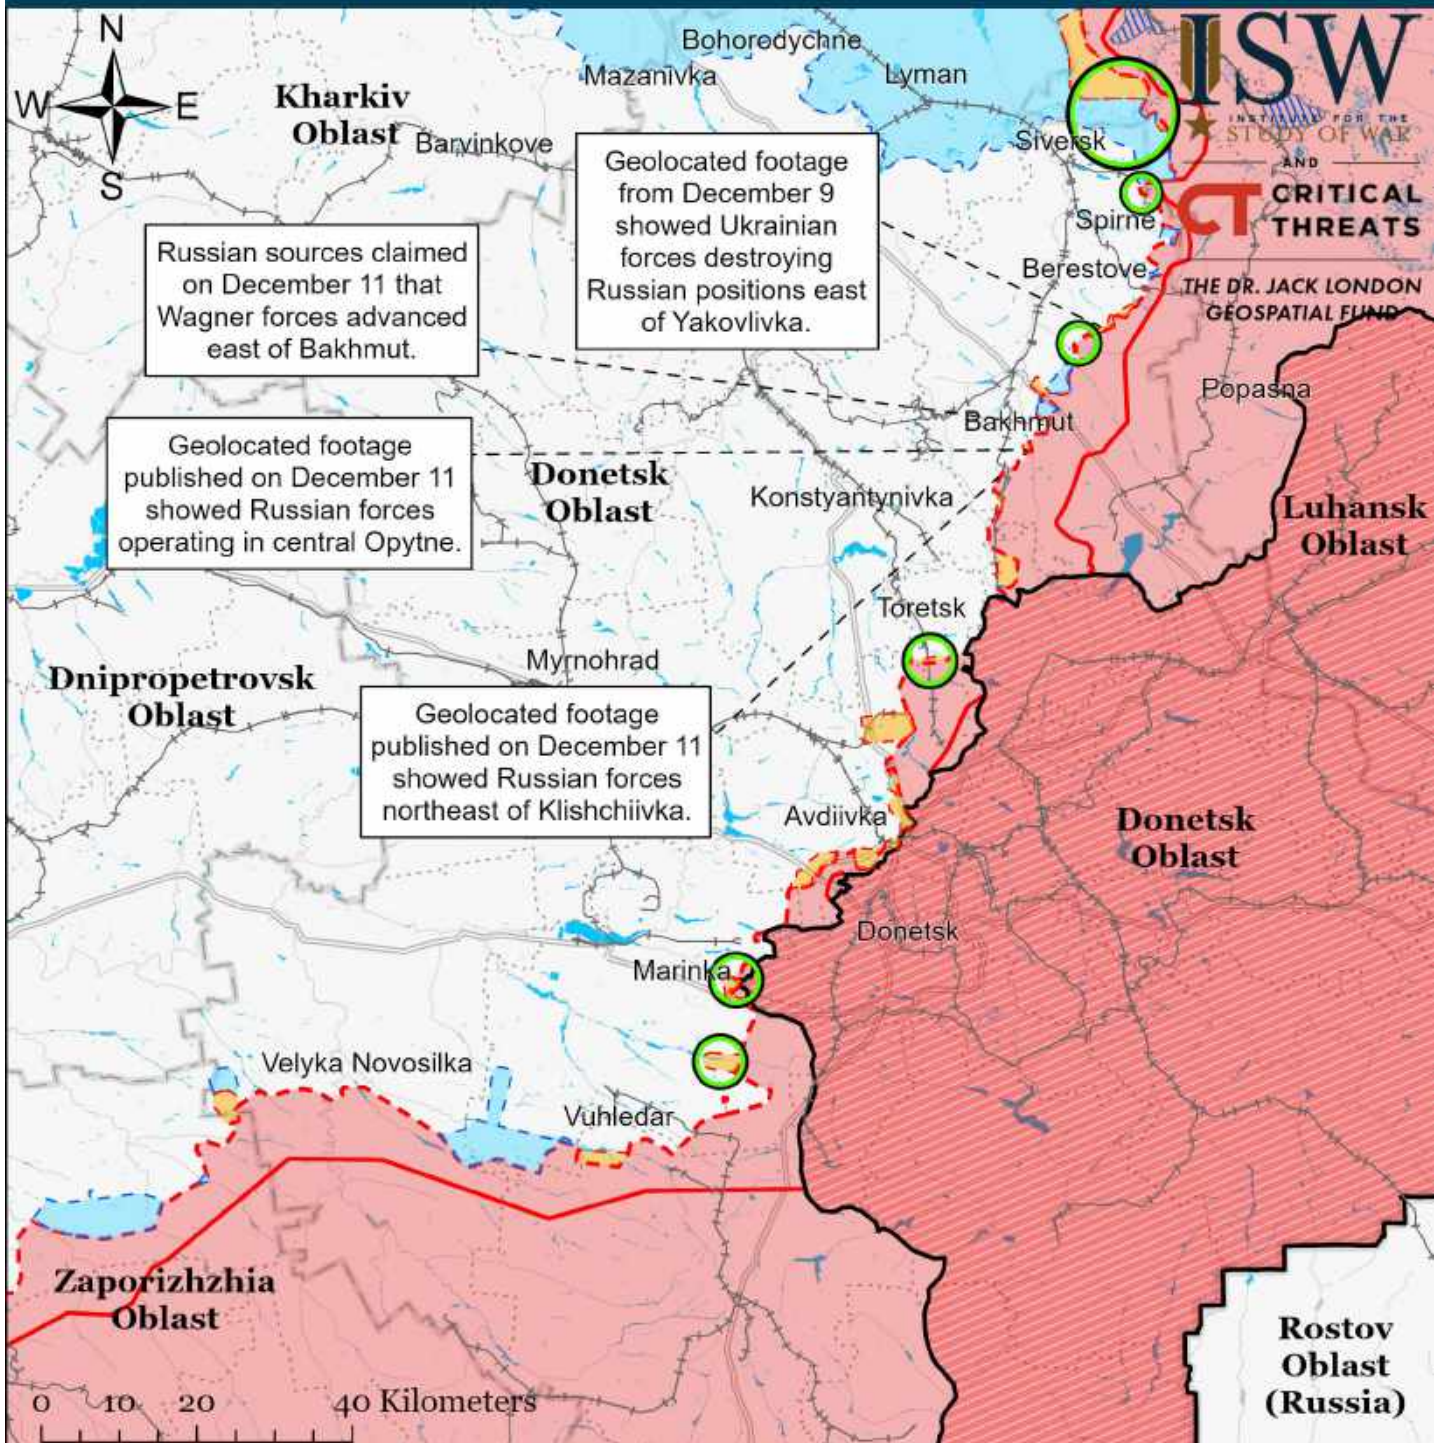 N
W
E
S
Kharkiv
Oblast
Barvinkove
Mazanivka
Bohorodychne
Lyman
Siversk
ISW
INSTITUTE FOR THE
STUDY OF WAR
AND
CT CRITICAL
THREATS
THE DR. JACK LONDON
GEOSPATIAL FUND
Geolocated footage
from December 9
showed Ukrainian
forces destroying
Russian positions east
of Yakovlivka.
Spirne
Berestove
Russian sources claimed
on December 11 that
Wagner forces advanced
east of Bakhmut.
Popasna
Bakhmut
Geolocated footage
published on December 11
showed Russian forces
operating in central Opytne.
Donetsk
Oblast
Konstyantynivka
Luhansk
Oblast
Toretsk
Myrnohrad
Dnipropetrovsk
Oblast
Geolocated footage
published on December 11
showed Russian forces
northeast of Klishchiivka.
Avdiivka
Donetsk
Oblast
Donetsk
Marinka
Velyka Novosilka
Vuhledar
Zaporizhzhia
Oblast
Rostov
Oblast
(Russia)
0 10 20 40 Kilometers